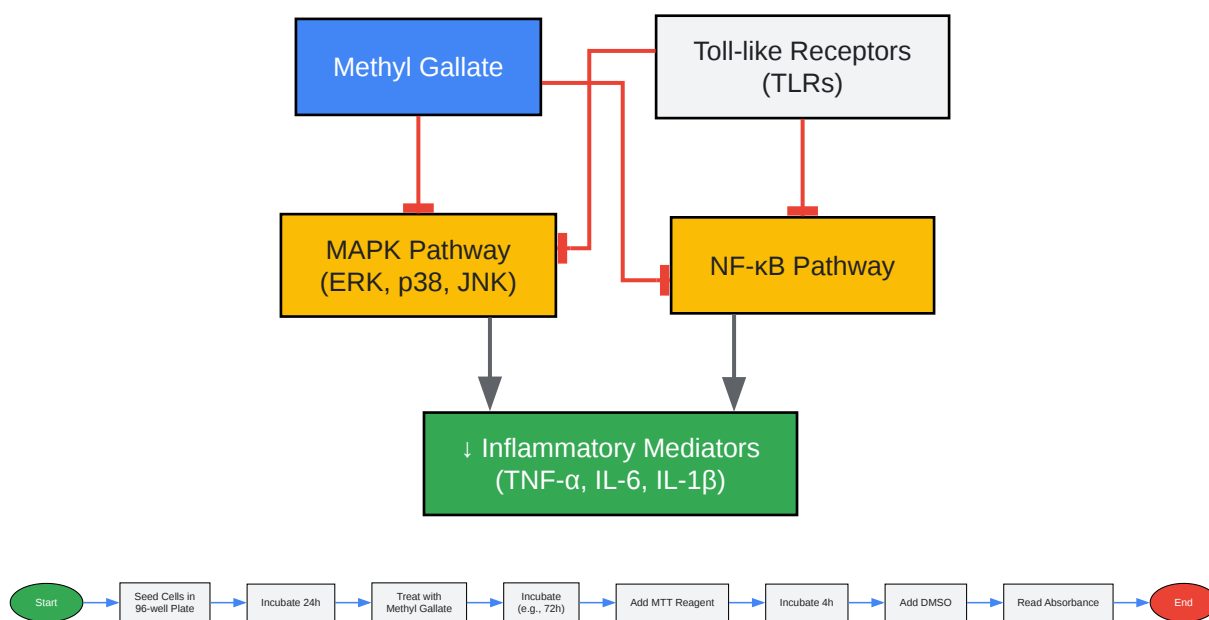 Methyl Gallate
Toll-like Receptors
(TLRs)
MAPK Pathway
(ERK, p38, JNK)
NF-κB Pathway
↓ Inflammatory Mediators
(TNF-α, IL-6, IL-1β)
Start
Seed Cells in
96-well Plate
Incubate 24h
Treat with
Methyl Gallate
Incubate
(e.g., 72h)
Add MTT Reagent
Incubate 4h
Add DMSO
Read Absorbance
End